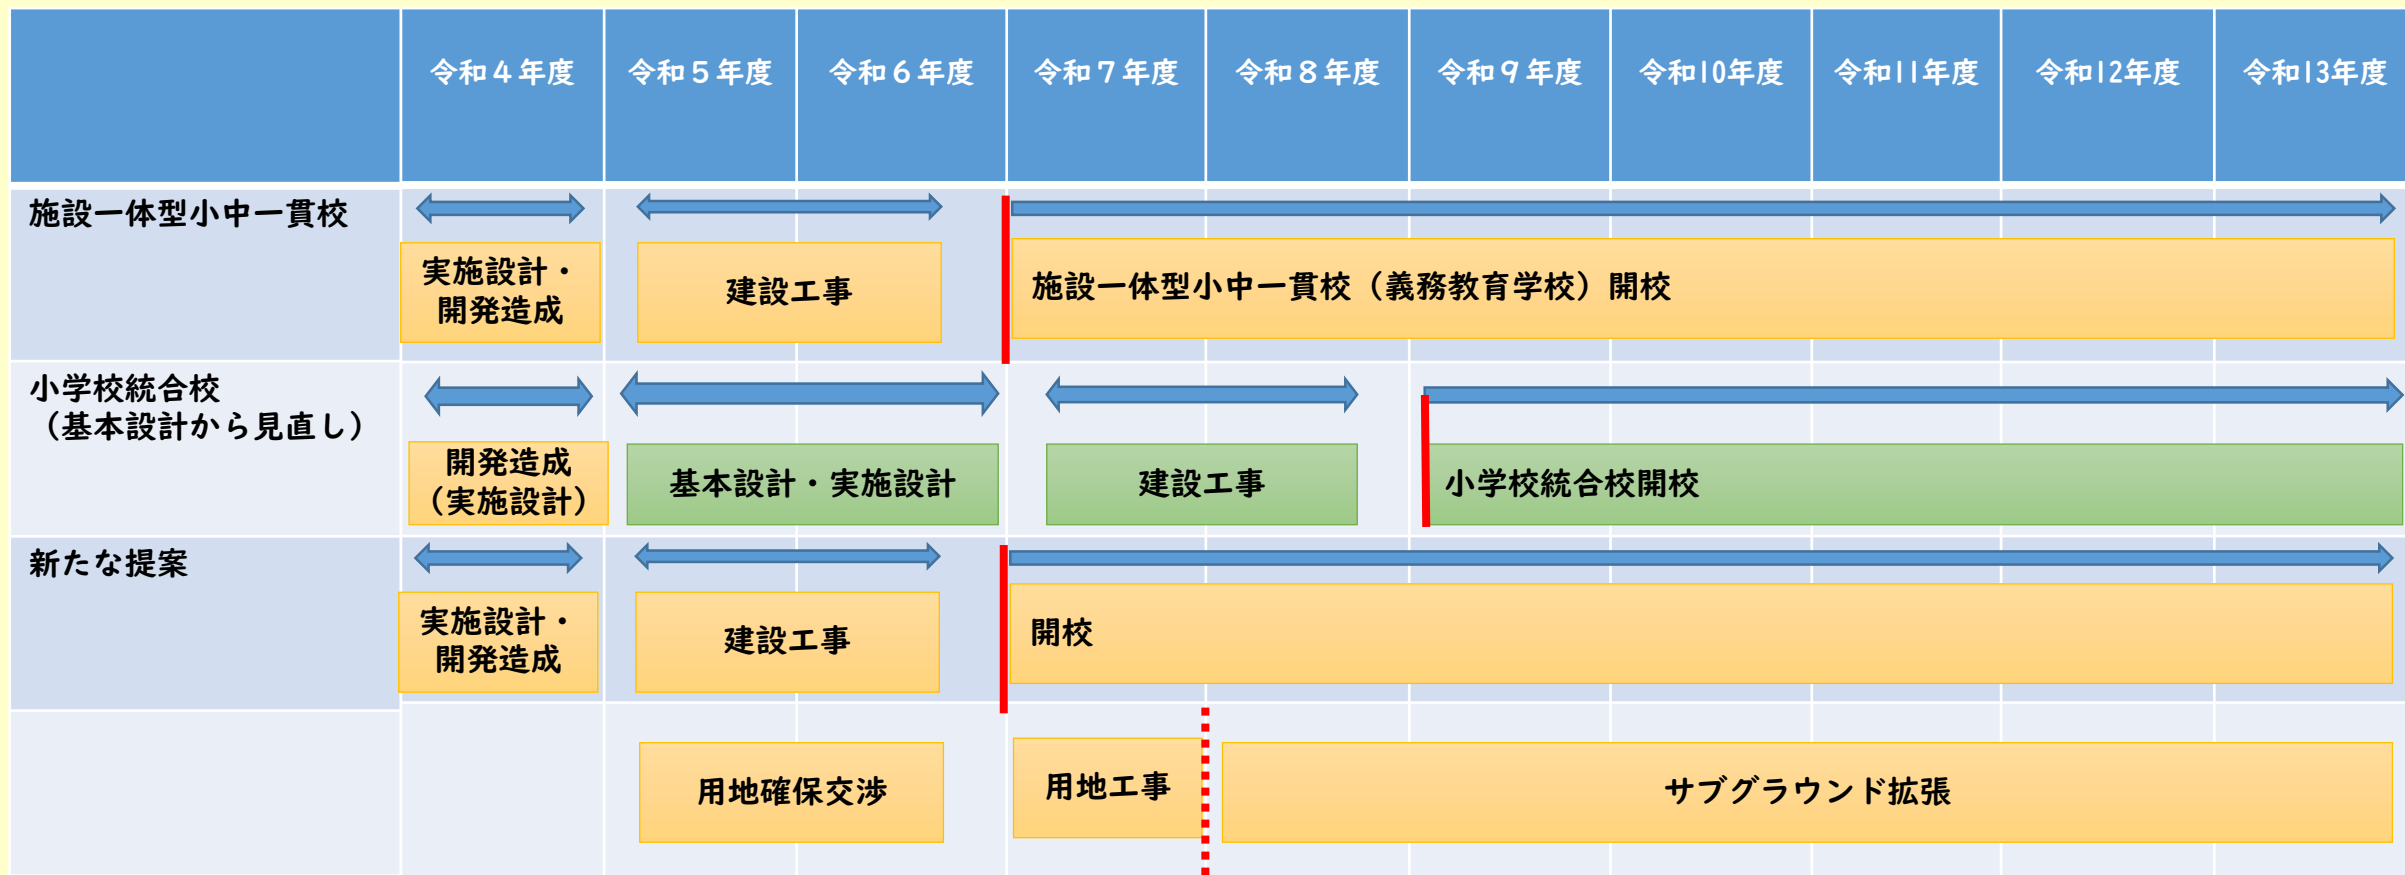 令和４年度
令和５年度
令和６年度
令和７年度
令和８年度
令和９年度
令和10年度
令和11年度
令和12年度
令和13年度
施設一体型小中一貫校
実施設計・
開発造成
建設工事
施設一体型小中一貫校（義務教育学校）開校
小学校統合校
（基本設計から見直し）
開発造成
（実施設計）
基本設計・実施設計
建設工事
小学校統合校開校
新たな提案
実施設計・
開発造成
建設工事
開校
用地確保交渉
用地工事
サブグラウンド拡張